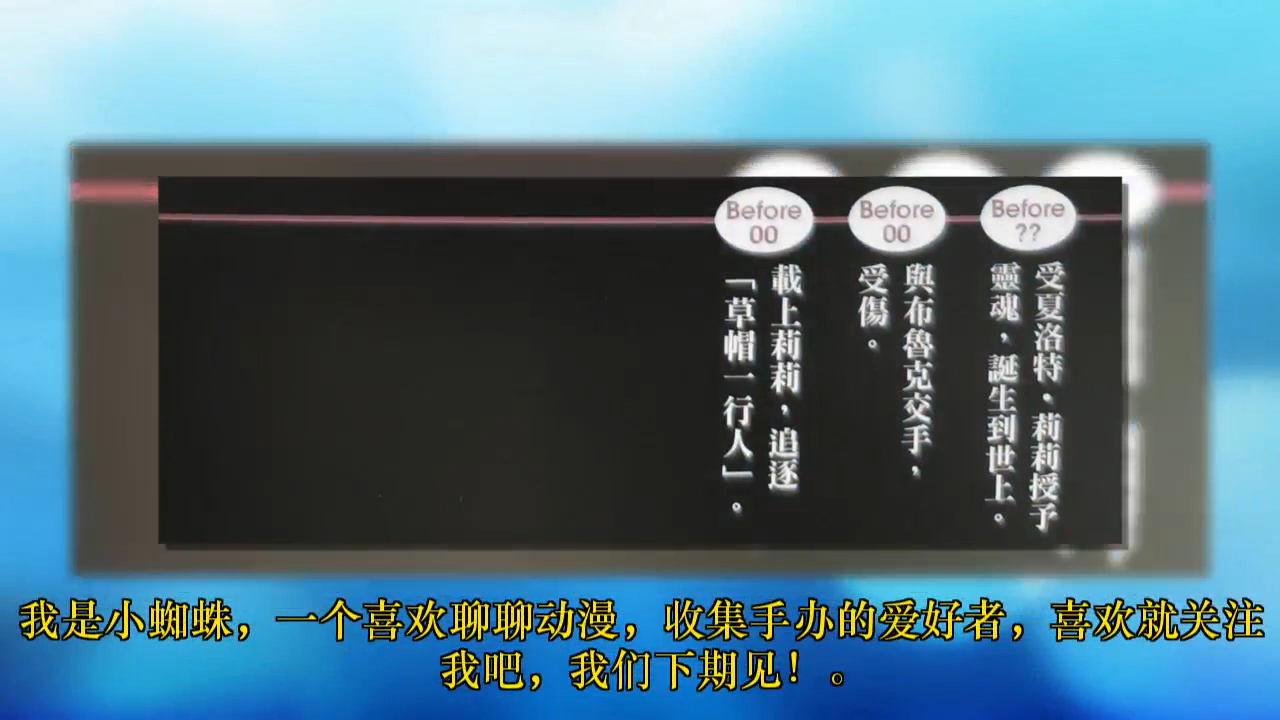 Before
??
受夏洛特・莉莉授予
靈魂，誕生到世上。
Before
00
與布魯克交手，
受傷。
Before
00
載上莉莉，追逐
「草帽一行人」。
我是小蜘蛛，一个喜欢聊聊动漫，收集手办的爱好者，喜欢就关注
我吧，我们下期见！。